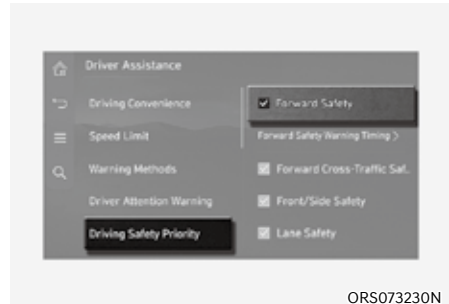 Driver Assistance
Driving Convenience
Speed Limit
Warning Methods
Driver Attention Warning
Driving Safety Priority
Forward Safety
Forward Safety Warning Timing >
Forward Cross-Traffic Saf..
Front/Side Safety
Lane Safety
ORS073230N